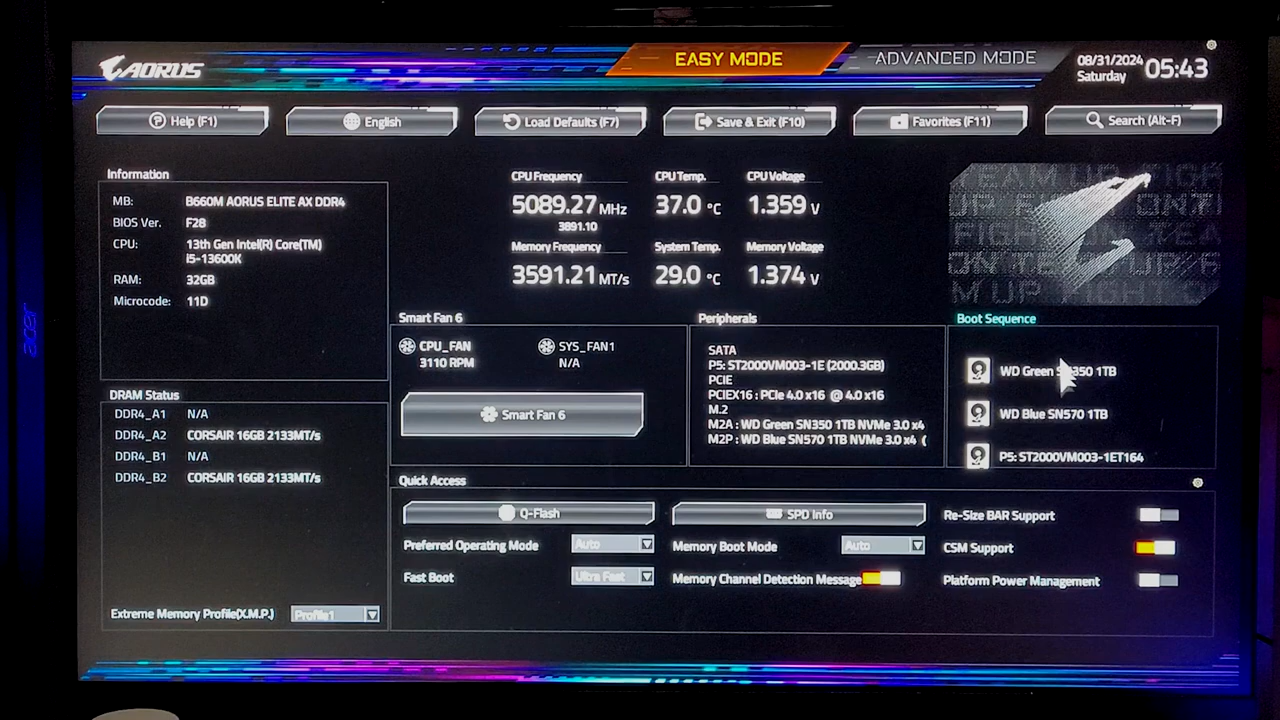 AORUS
EASY MODE
ADVANCED MODE
08/31/2024
Saturday
05:43
Help (F1)
English
Load Defaults (F7)
Save & Exit (F10)
Favorites (F11)
Search (Alt-F)
Information
MB: B660M AORUS ELITE AX DDR4
BIOS Ver. F28
CPU: 13th Gen Intel(R) Core(TM)
i5-13600K
RAM: 32GB
Microcode: 11D
CPU Frequency
5089.27 MHz
3891.10
CPU Temp.
37.0 °C
CPU Voltage
1.359 V
Memory Frequency
3591.21 MT/s
System Temp.
29.0 °C
Memory Voltage
1.374 V
DRAM Status
DDR4_A1 N/A
DDR4_A2 CORSAIR 16GB 2133MT/s
DDR4_B1 N/A
DDR4_B2 CORSAIR 16GB 2133MT/s
Extreme Memory Profile(X.M.P.) Profile1
Smart Fan 6
CPU_FAN
3110 RPM
SYS_FAN1
N/A
Smart Fan 6
Peripherals
SATA
P5: ST2000VM003-1E (2000.3GB)
PCIE
PCIEX16 : PCIe 4.0 x16 @ 4.0 x16
M.2
M2A : WD Green SN350 1TB NVMe 3.0 x4
M2P : WD Blue SN570 1TB NVMe 3.0 x4 (
Boot Sequence
WD Green SN350 1TB
WD Blue SN570 1TB
P5: ST2000VM003-1ET164
Quick Access
Q-Flash
SPD Info
Re-Size BAR Support
Preferred Operating Mode Auto
Memory Boot Mode Auto
CSM Support
Fast Boot Ultra Fast
Memory Channel Detection Message
Platform Power Management
acer